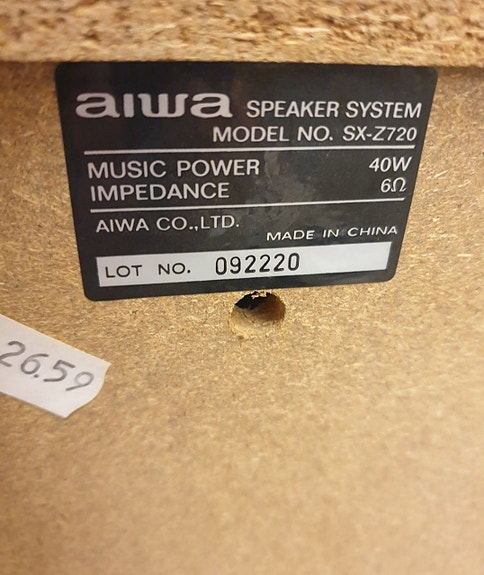 aiwa SPEAKER SYSTEM
MODEL NO. SX-Z720
MUSIC POWER 40W
IMPEDANCE 6Ω
AIWA CO.,LTD.
MADE IN CHINA
LOT NO. 092220
26.59